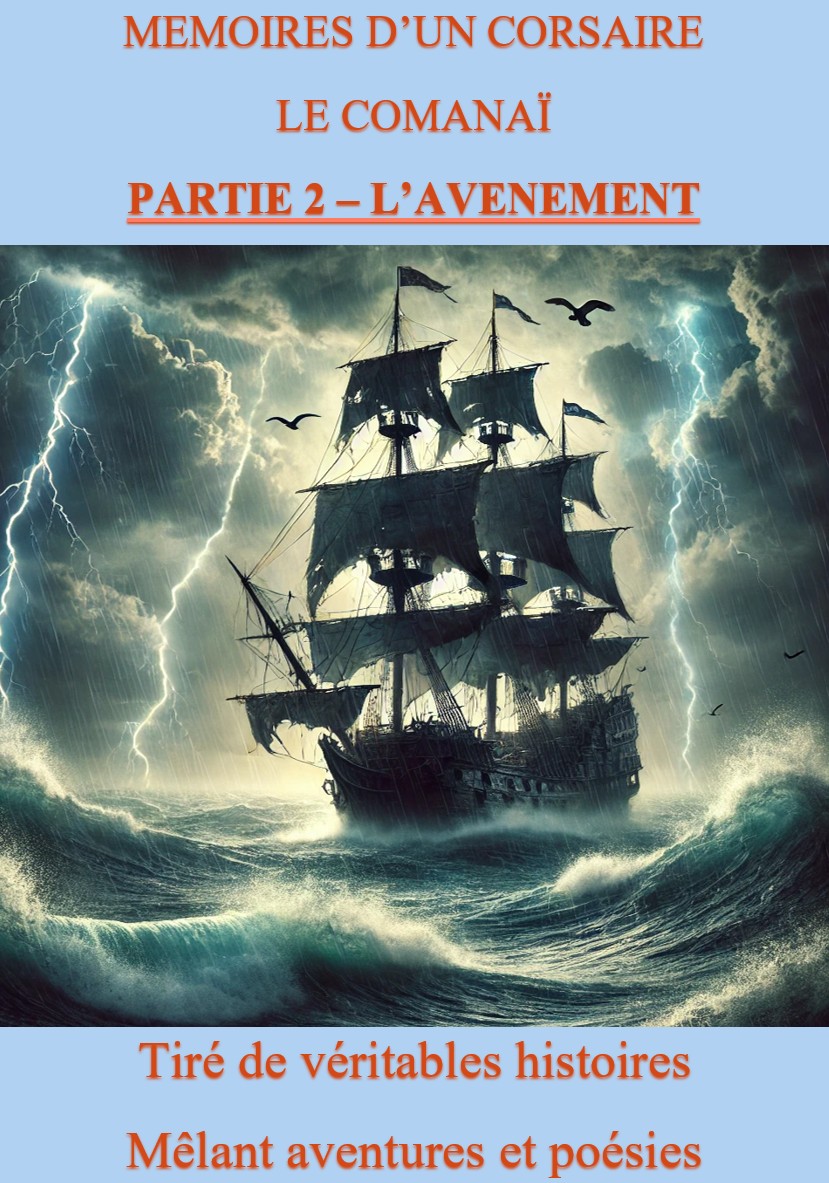 MEMOIRES D’UN CORSAIRE
LE COMANAÏ
PARTIE 2 – L’AVENEMENT
Tiré de véritables histoires
Mêlant aventures et poésies